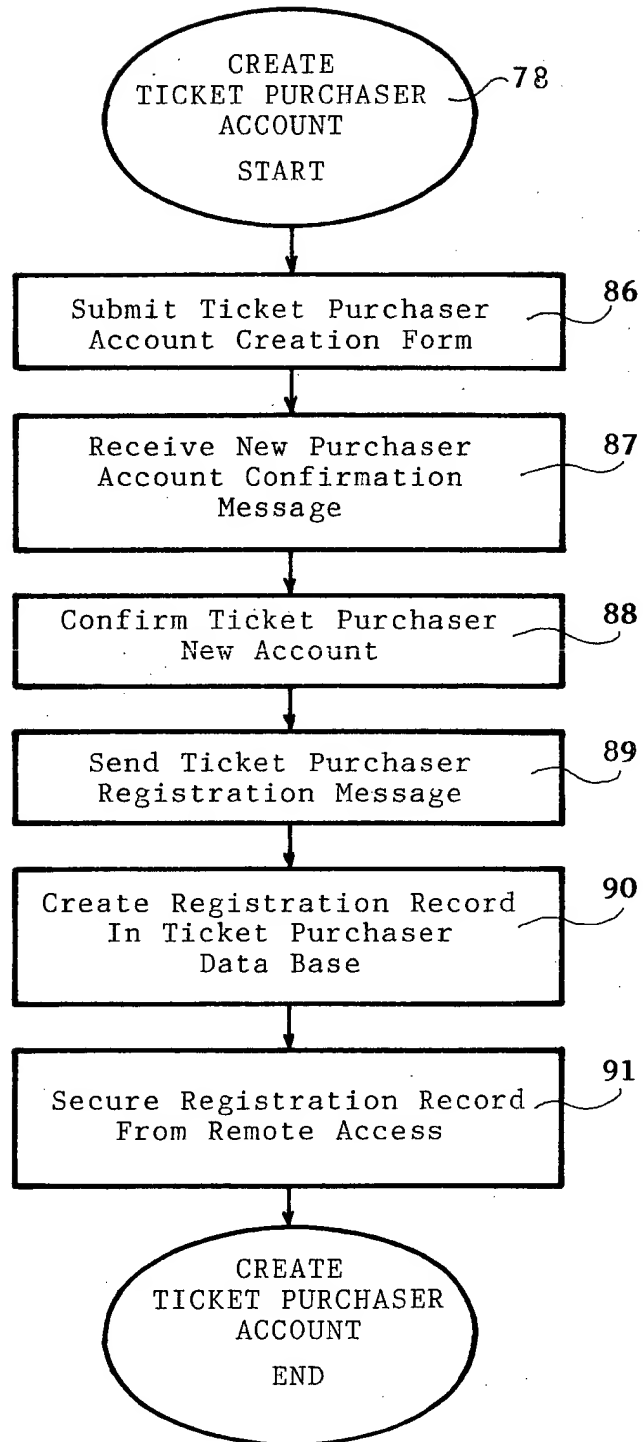 CREATE
TICKET PURCHASER
ACCOUNT
START
78
Submit Ticket Purchaser
Account Creation Form
86
Receive New Purchaser
Account Confirmation
Message
87
Confirm Ticket Purchaser
New Account
88
Send Ticket Purchaser
Registration Message
89
Create Registration Record
In Ticket Purchaser
Data Base
90
Secure Registration Record
From Remote Access
91
CREATE
TICKET PURCHASER
ACCOUNT
END